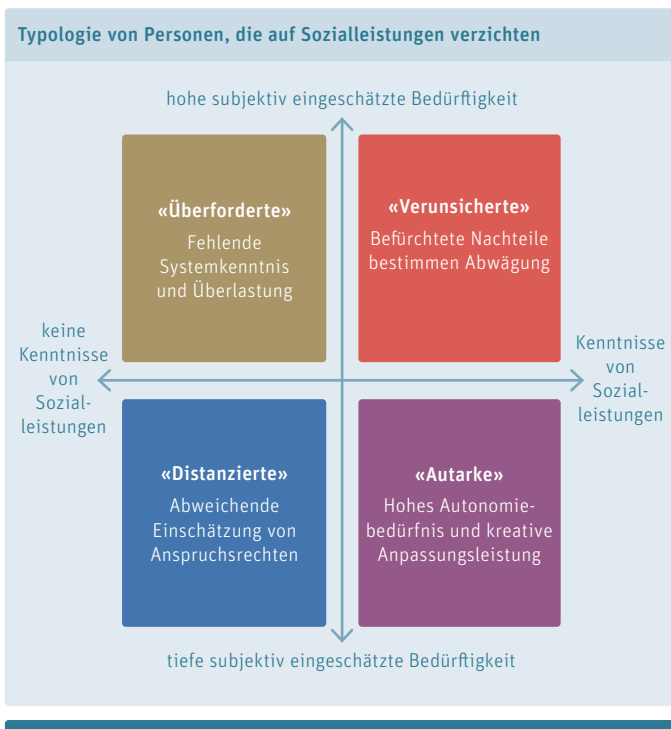 Typologie von Personen, die auf Sozialleistungen verzichten
hohe subjektiv eingeschätzte Bedürftigkeit
«Überforderte»
Fehlende
Systemkenntnis
und Überlastung
«Verunsicherte»
Befürchtete Nachteile
bestimmen Abwägung
keine
Kenntnisse
von
Sozial-
leistungen
Kenntnisse
von
Sozial-
leistungen
«Distanzierte»
Abweichende
Einschätzung von
Anspruchsrechten
«Autarke»
Hohes Autonomie-
bedürfnis und kreative
Anpassungsleistung
tiefe subjektiv eingeschätzte Bedürftigkeit